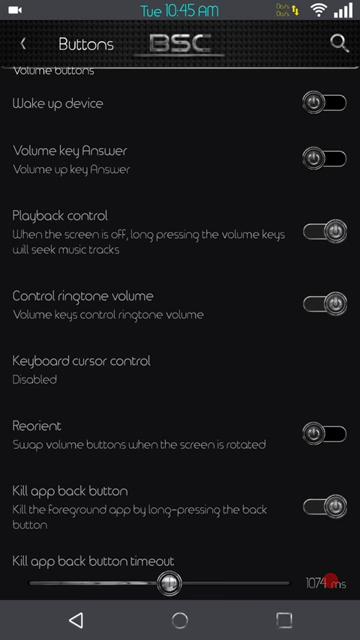 Tue 10:45 AM
0B/s
0B/s
Buttons
BSC
Volume buttons
Wake up device
Volume key Answer
Volume up key Answer
Playback control
When the screen is off, long pressing the volume keys
will seek music tracks
Control ringtone volume
Volume keys control ringtone volume
Keyboard cursor control
Disabled
Reorient
Swap volume buttons when the screen is rotated
Kill app back button
Kill the foreground app by long-pressing the back
button
Kill app back button timeout
1074 ms